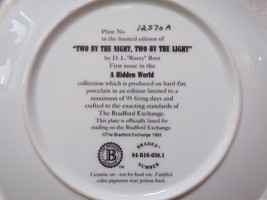 Plate No. 12570A
in the limited edition of
"TWO BY THE NIGHT, TWO BY THE LIGHT"
by D. L. "Rusty" Rust
First issue in the
A Hidden World
collection which is produced on hard-fire
porcelain in an edition limited to a
maximum of 95 firing days and
crafted to the exacting standards of
The Bradford Exchange.
This plate is officially listed for
trading on the Bradford Exchange.
©The Bradford Exchange 1993
B
BRADEX
84-B10-038.1
NUMBER
Ceramic art - not for food use. Faithful
color pigments may poison food.